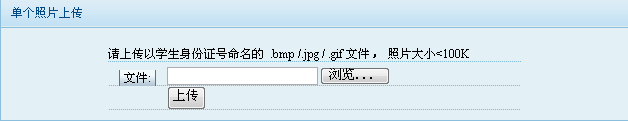 单个照片上传
请上传以学生身份证号命名的 .bmp /.jpg / .gif 文件， 照片大小<100K
文件: 浏览...
上传